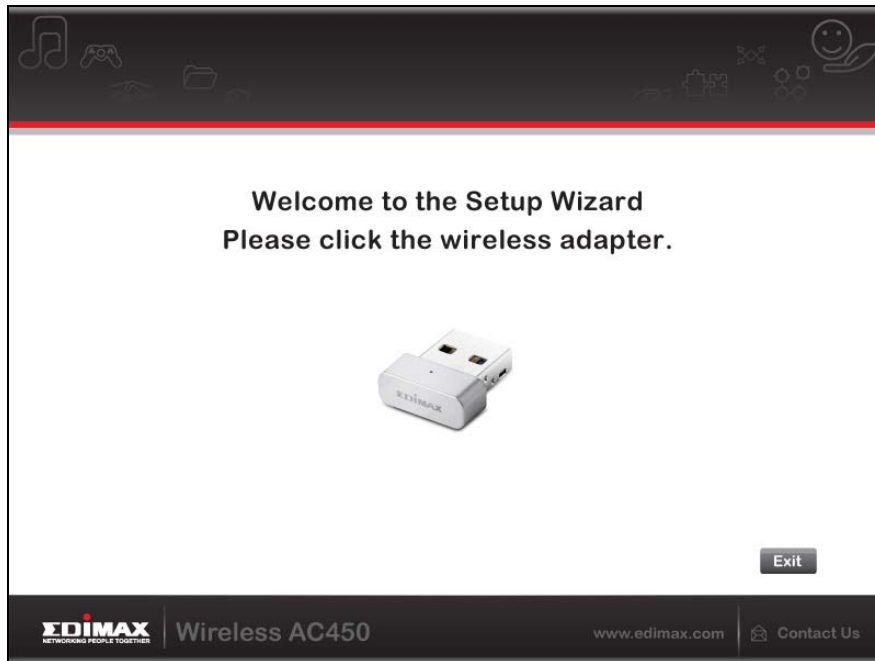 Welcome to the Setup Wizard
Please click the wireless adapter.
EDIMAX
Exit
EDIMAX
NETWORKING PEOPLE TOGETHER
Wireless AC450
www.edimax.com
Contact Us